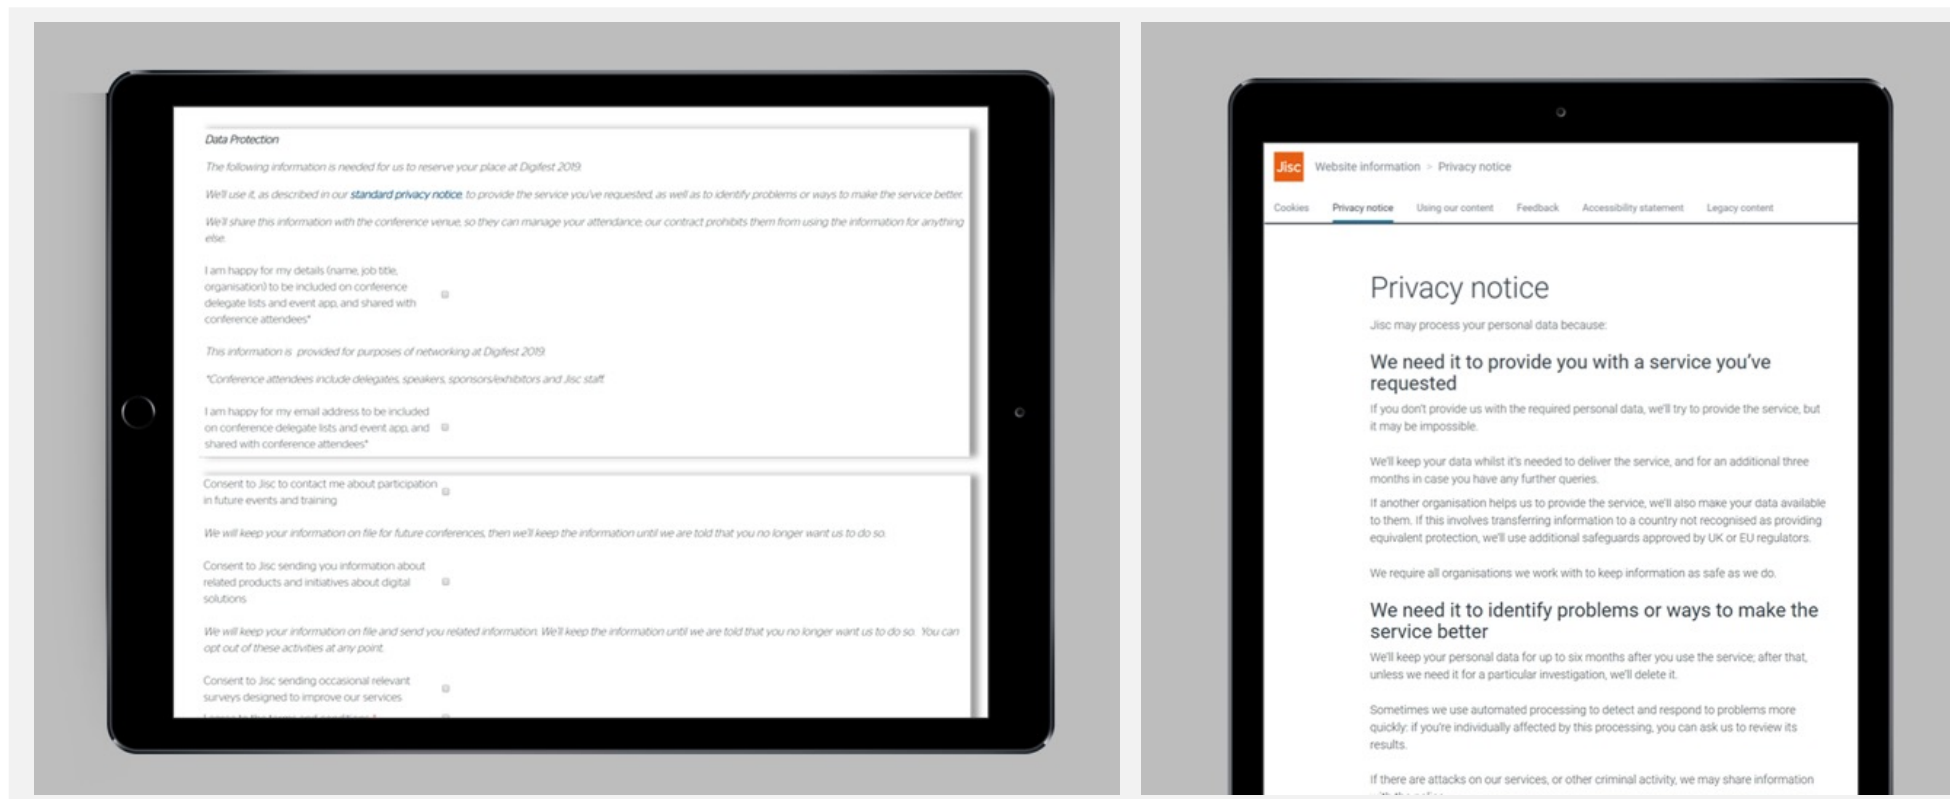 Data Protection
The following information is needed for us to reserve your place at Digifest 2019.
We'll use it, as described in our standard privacy notice, to provide the service you've requested, as well as to identify problems or ways to make the service better.
We'll share this information with the conference venue, so they can manage your attendance; our contract prohibits them from using the information for anything
else.
I am happy for my details (name, job title,
organisation) to be included on conference
delegate lists and event app, and shared with
conference attendees*
This information is provided for purposes of networking at Digifest 2019.
*Conference attendees include delegates, speakers, sponsors/exhibitors and Jisc staff
I am happy for my email address to be included
on conference delegate lists and event app, and
shared with conference attendees*
Consent to Jisc to contact me about participation
in future events and training
We will keep your information on file for future conferences, then we'll keep the information until we are told that you no longer want us to do so.
Consent to Jisc sending you information about
related products and initiatives about digital
solutions
We will keep your information on file and send you related information. We'll keep the information until we are told that you no longer want us to do so. You can
opt out of these activities at any point.
Consent to Jisc sending occasional relevant
surveys designed to improve our services
I agree to the terms and conditions *
Jisc
Website information > Privacy notice
Cookies Privacy notice Using our content Feedback Accessibility statement Legacy content
Privacy notice
Jisc may process your personal data because:
We need it to provide you with a service you've
requested
If you don't provide us with the required personal data, we'll try to provide the service, but
it may be impossible.
We'll keep your data whilst it's needed to deliver the service, and for an additional three
months in case you have any further queries.
If another organisation helps us to provide the service, we'll also make your data available
to them. If this involves transferring information to a country not recognised as providing
equivalent protection, we'll use additional safeguards approved by UK or EU regulators.
We require all organisations we work with to keep information as safe as we do.
We need it to identify problems or ways to make the
service better
We'll keep your personal data for up to six months after you use the service; after that,
unless we need it for a particular investigation, we'll delete it.
Sometimes we use automated processing to detect and respond to problems more
quickly: if you're individually affected by this processing, you can ask us to review its
results.
If there are attacks on our services, or other criminal activity, we may share information